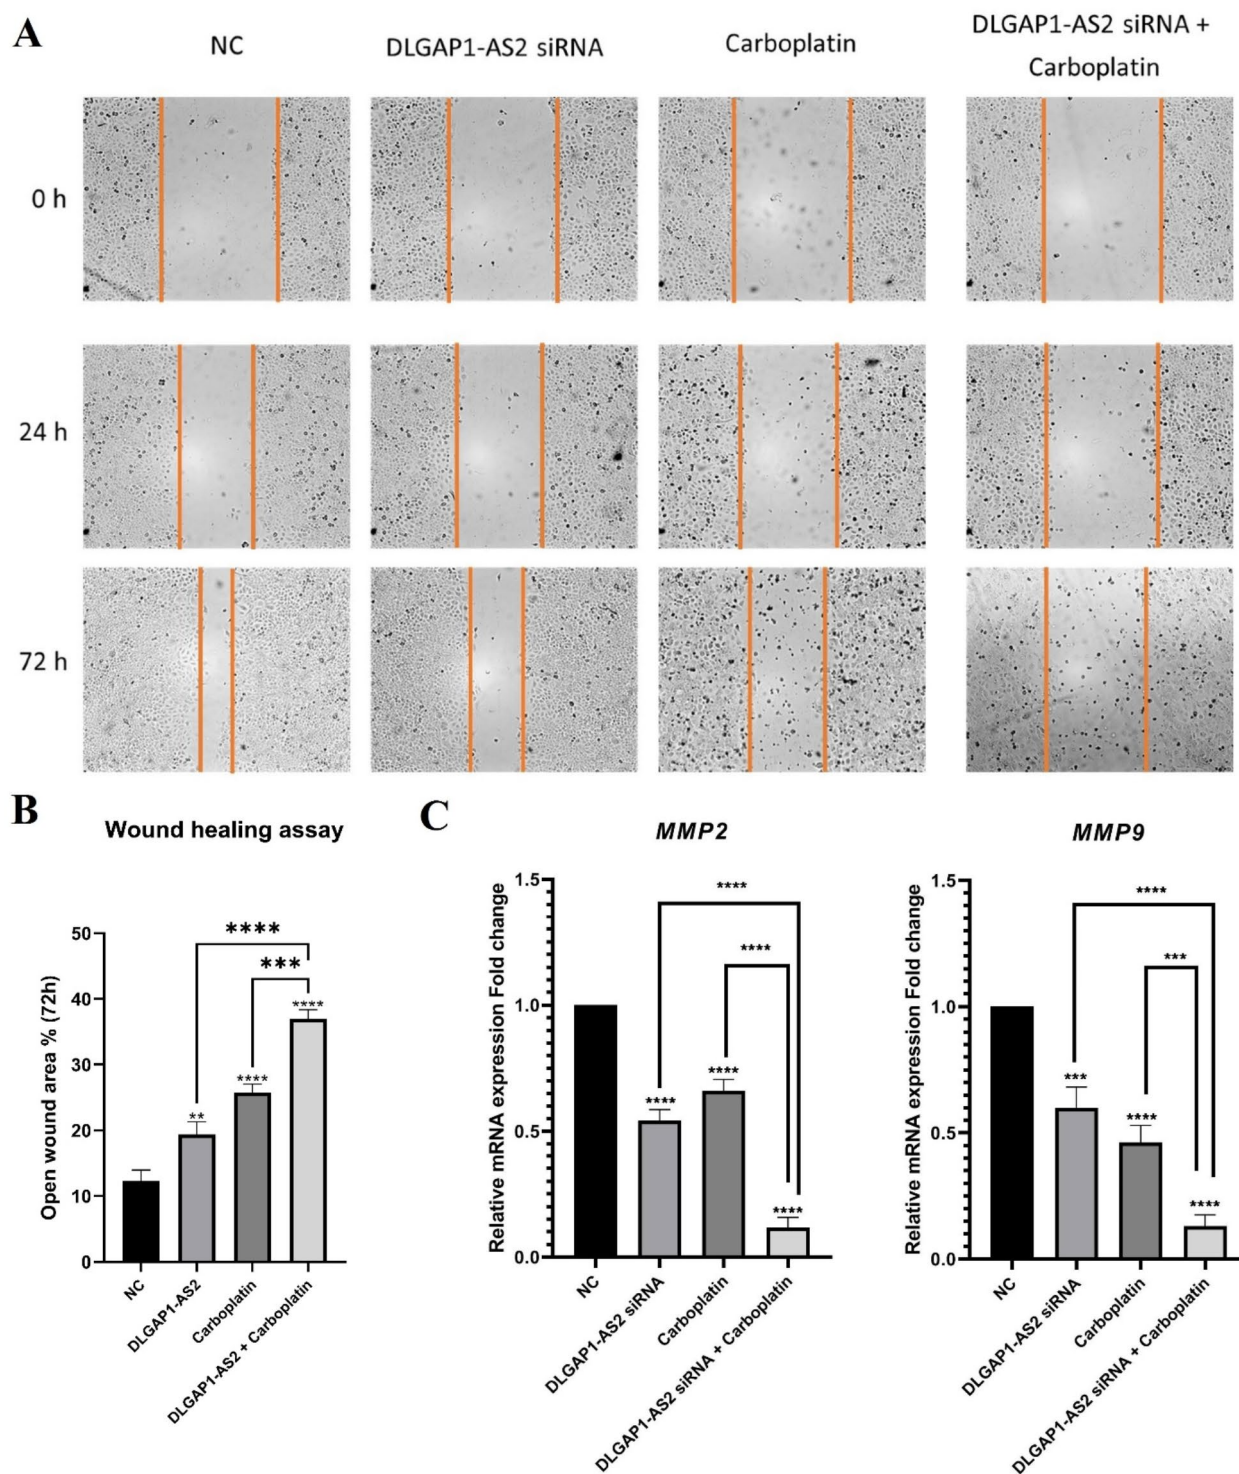 A
NC
DLGAP1-AS2 siRNA
Carboplatin
DLGAP1-AS2 siRNA +
Carboplatin
0 h
24 h
72 h
B
Wound healing assay
Open wound area % (72h)
50
40
30
20
10
0
**
****
****
****
***
NC
DLGAP1-AS2
Carboplatin
DLGAP1-AS2 + Carboplatin
C
MMP2
Relative mRNA expression Fold change
1.5
1.0
0.5
0.0
****
****
****
****
****
NC
DLGAP1-AS2 siRNA
Carboplatin
DLGAP1-AS2 siRNA + Carboplatin
MMP9
Relative mRNA expression Fold change
1.5
1.0
0.5
0.0
****
***
***
****
****
NC
DLGAP1-AS2 siRNA
Carboplatin
DLGAP1-AS2 siRNA + Carboplatin